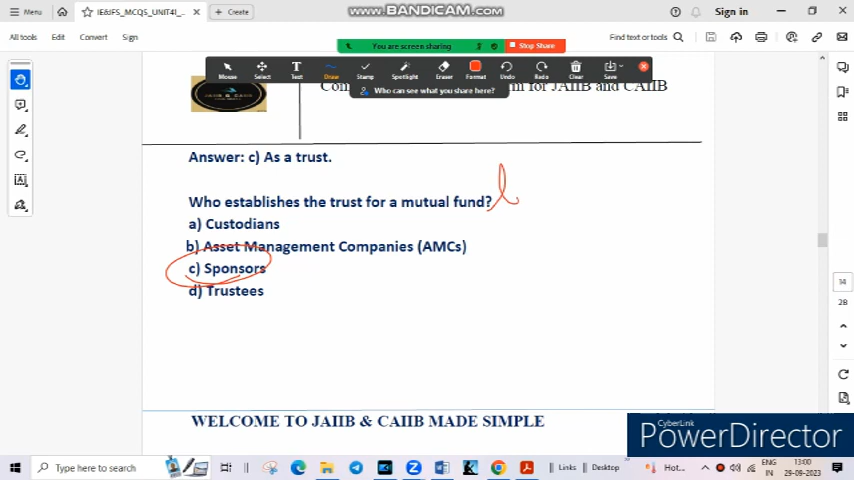 www.BANDICAM.com
Menu
IE&IFS_MCQS_UNIT4I_...
Create
Sign in
All tools
Edit
Convert
Sign
You are screen sharing
Stop Share
Find text or tools
Mouse
Select
Text
Draw
Stamp
Spotlight
Eraser
Format
Undo
Redo
Clear
Save
Who can see what you share here?
m for JAIIB and CAIIB
Answer: c) As a trust.
Who establishes the trust for a mutual fund?
a) Custodians
b) Asset Management Companies (AMCs)
c) Sponsors
d) Trustees
14
28
WELCOME TO JAIIB & CAIIB MADE SIMPLE
CyberLink
PowerDirector
Type here to search
Links
Desktop
Hot...
ENG
IN
13:00
29-09-2023